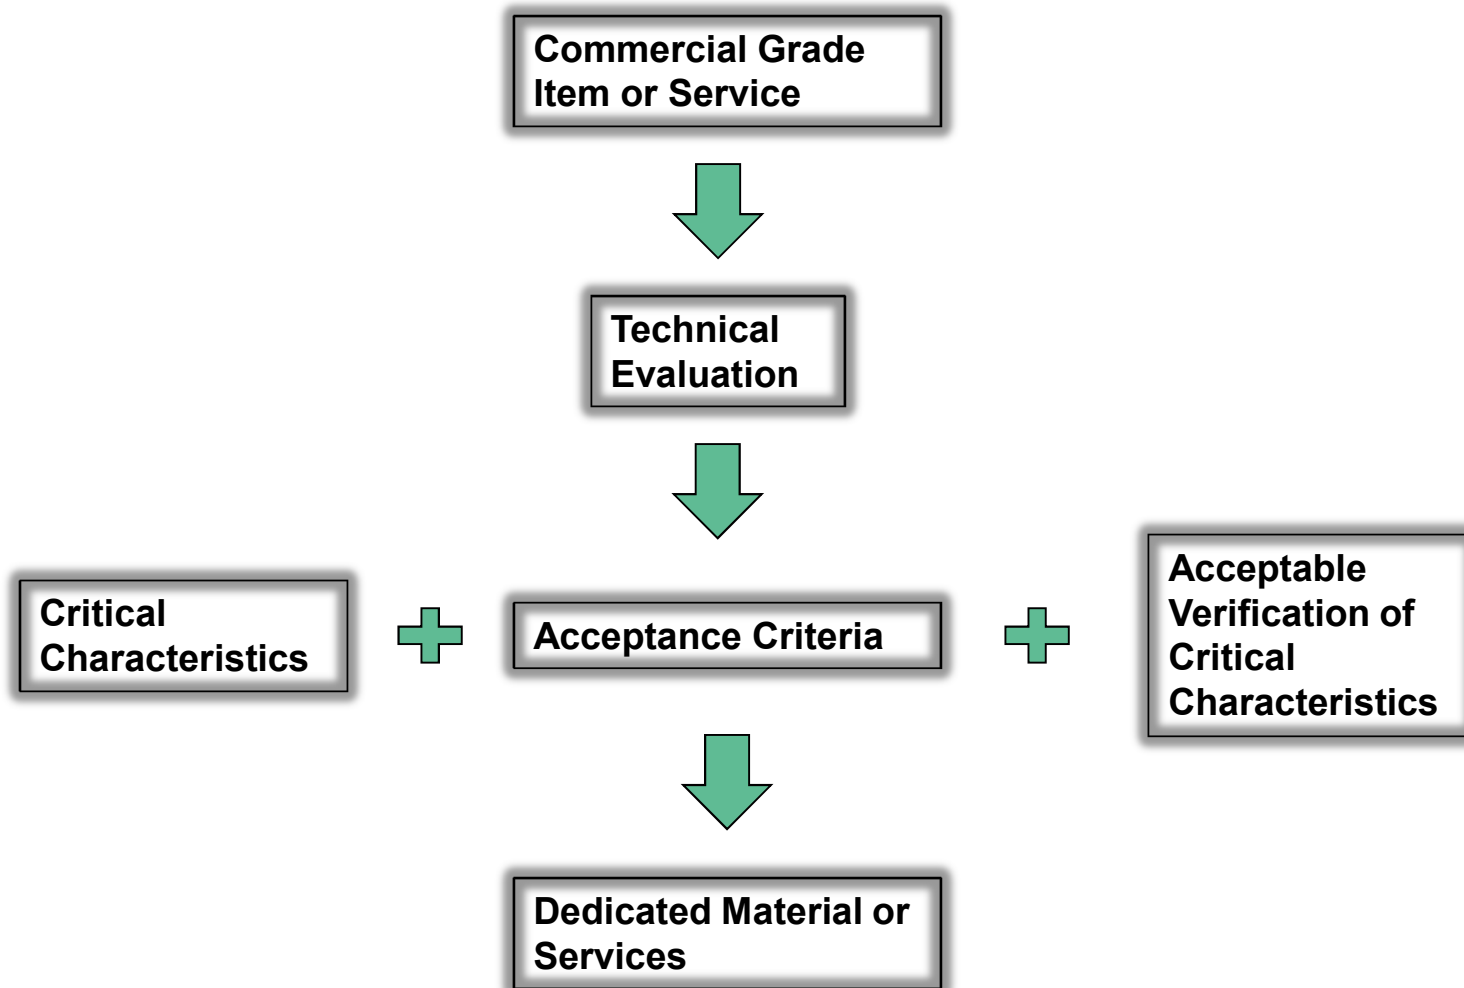 Commercial Grade
Item or Service
Technical
Evaluation
Critical
Characteristics
Acceptance Criteria
Acceptable
Verification of
Critical
Characteristics
Dedicated Material or
Services